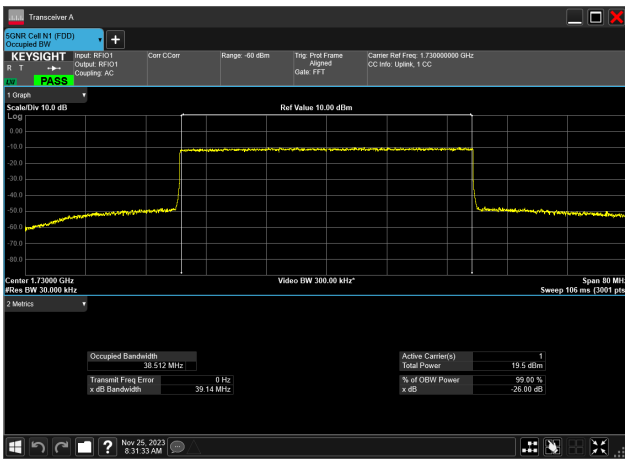 Transceiver A
5GNR Cell N1 (FDD)
Occupied BW
KEYSIGHT
R T
PASS
Input: RFIO1
Output: RFIO1
Coupling: AC
Corr CCorr
Range: -60 dBm
Trig: Prot Frame
Aligned
Gate: FFT
Carrier Ref Freq: 1.730000000 GHz
CC Info: Uplink, 1 CC
1 Graph
Scale/Div 10.0 dB
Ref Value 10.00 dBm
Log
0.00
-10.0
-20.0
-30.0
-40.0
-50.0
-60.0
-70.0
-80.0
Center 1.73000 GHz
Video BW 300.00 kHz*
Span 80 MHz
#Res BW 30.000 kHz
Sweep 106 ms (3001 pts
2 Metrics
Occupied Bandwidth
38.512 MHz
Transmit Freq Error 0 Hz
x dB Bandwidth 39.14 MHz
Active Carrier(s) 1
Total Power 19.5 dBm
% of OBW Power 99.00 %
x dB -26.00 dB
?
Nov 25, 2023
8:31:33 AM